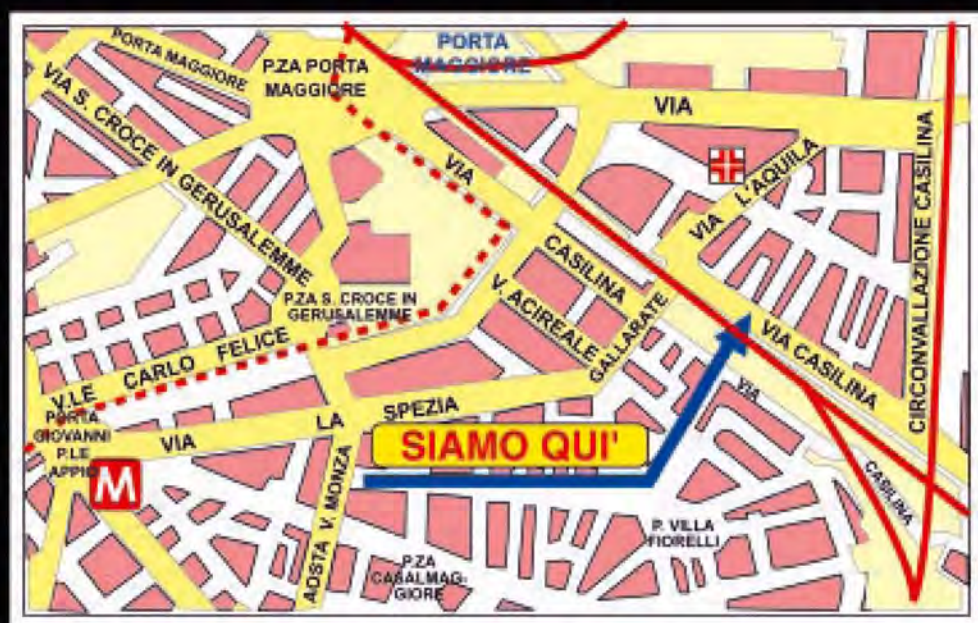 PORTA MAGGIORE
P.ZA PORTA
MAGGIORE
PORTA
MAGGIORE
VIA
VIA S. CROCE IN GERUSALEMME
VIA
CASILINA
VIA L'AQUILA
CIRCONVALLAZIONE CASILINA
P.ZA S. CROCE IN
GERUSALEMME
V. ACIREALE
GALLARATE
VIA CASILINA
V.LE CARLO FELICE
VIA
PORTA
GIOVANNI
P.LE
APPIO
VIA LA SPEZIA
SIAMO QUI'
M
AOSTA V. MONZA
CASILINA
P. VILLA
FIORELLI
P.ZA
CASALMAG-
GIORE